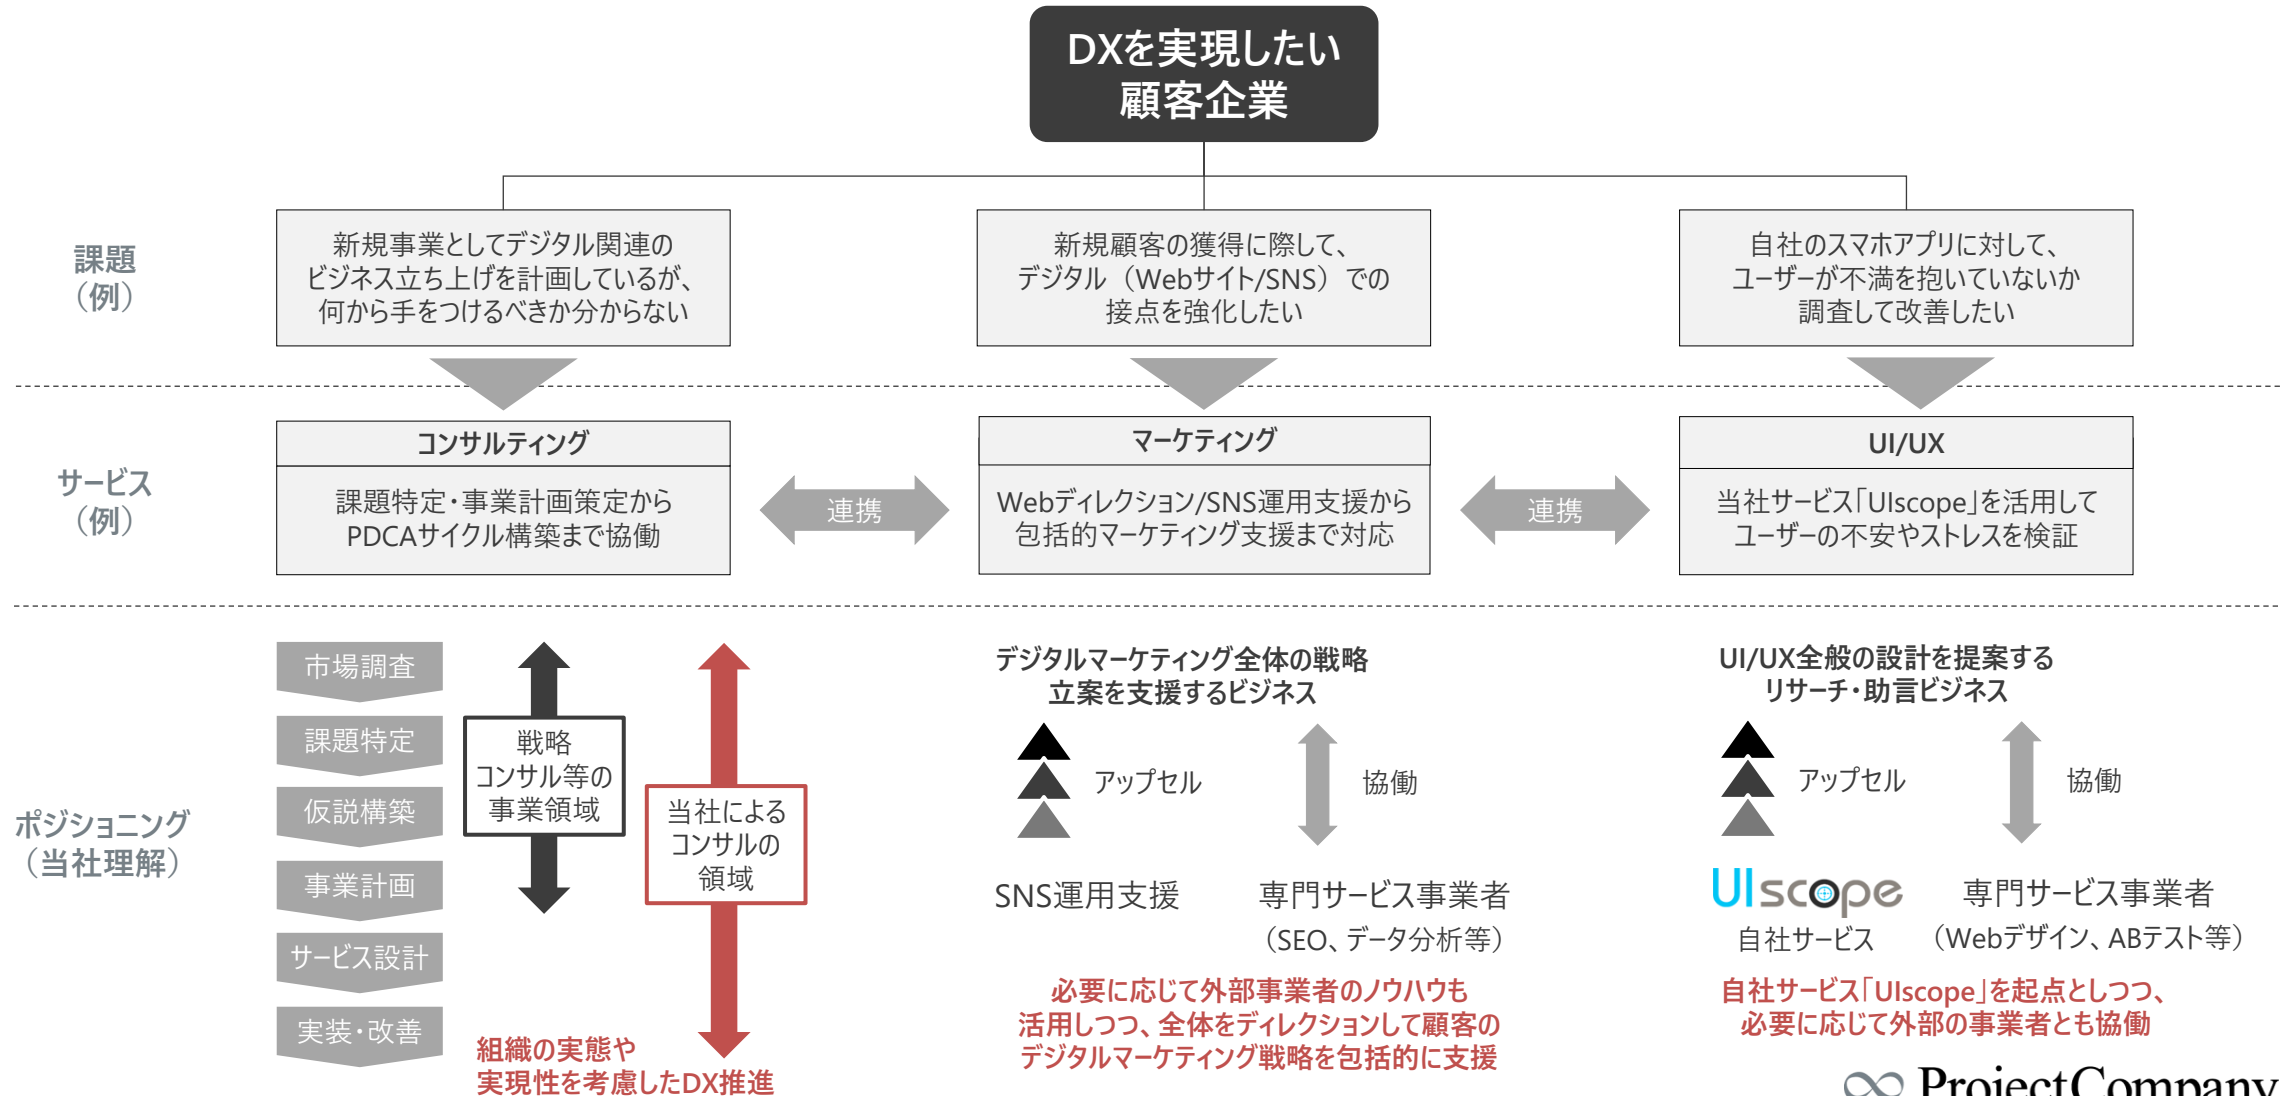 DXを実現したい
顧客企業
課題
（例）
新規事業としてデジタル関連の
ビジネス立ち上げを計画しているが、
何から手をつけるべきか分からない
新規顧客の獲得に際して、
デジタル（Webサイト/SNS）での
接点を強化したい
自社のスマホアプリに対して、
ユーザーが不満を抱いていないか
調査して改善したい
サービス
（例）
コンサルティング
課題特定・事業計画策定から
PDCAサイクル構築まで協働
連携
マーケティング
Webディレクション/SNS運用支援から
包括的マーケティング支援まで対応
連携
UI/UX
当社サービス「UIscope」を活用して
ユーザーの不安やストレスを検証
ポジショニング
（当社理解）
市場調査
課題特定
仮説構築
事業計画
サービス設計
実装・改善
戦略
コンサル等の
事業領域
当社による
コンサルの
領域
組織の実態や
実現性を考慮したDX推進
デジタルマーケティング全体の戦略
立案を支援するビジネス
アップセル
協働
SNS運用支援
専門サービス事業者
（SEO、データ分析等）
必要に応じて外部事業者のノウハウも
活用しつつ、全体をディレクションして顧客の
デジタルマーケティング戦略を包括的に支援
UI/UX全般の設計を提案する
リサーチ・助言ビジネス
アップセル
協働
UIscope
自社サービス
専門サービス事業者
（Webデザイン、ABテスト等）
自社サービス「UIscope」を起点としつつ、
必要に応じて外部の事業者とも協働
ProjectCompany